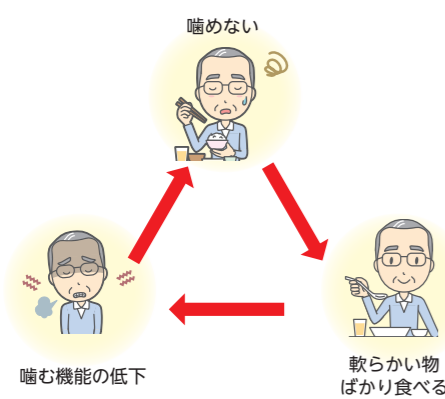 噛めない
噛む機能の低下
軟らかい物
ばかり食べる